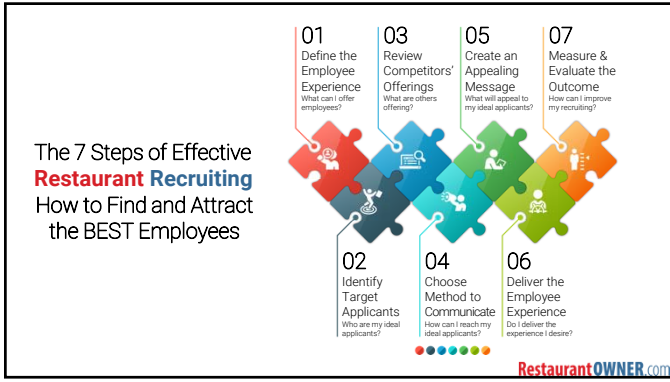 The 7 Steps of Effective
Restaurant Recruiting
How to Find and Attract
the BEST Employees
01
Define the
Employee
Experience
What can I offer
employees?
02
Identify
Target
Applicants
Who are my ideal
applicants?
03
Review
Competitors'
Offerings
What are others
offering?
04
Choose
Method to
Communicate
How can I reach my
ideal applicants?
05
Create an
Appealing
Message
What will appeal to
my ideal applicants?
06
Deliver the
Employee
Experience
Do I deliver the
experience I desire?
07
Measure &
Evaluate the
Outcome
How can I improve
my recruiting?
RestaurantOWNER.com